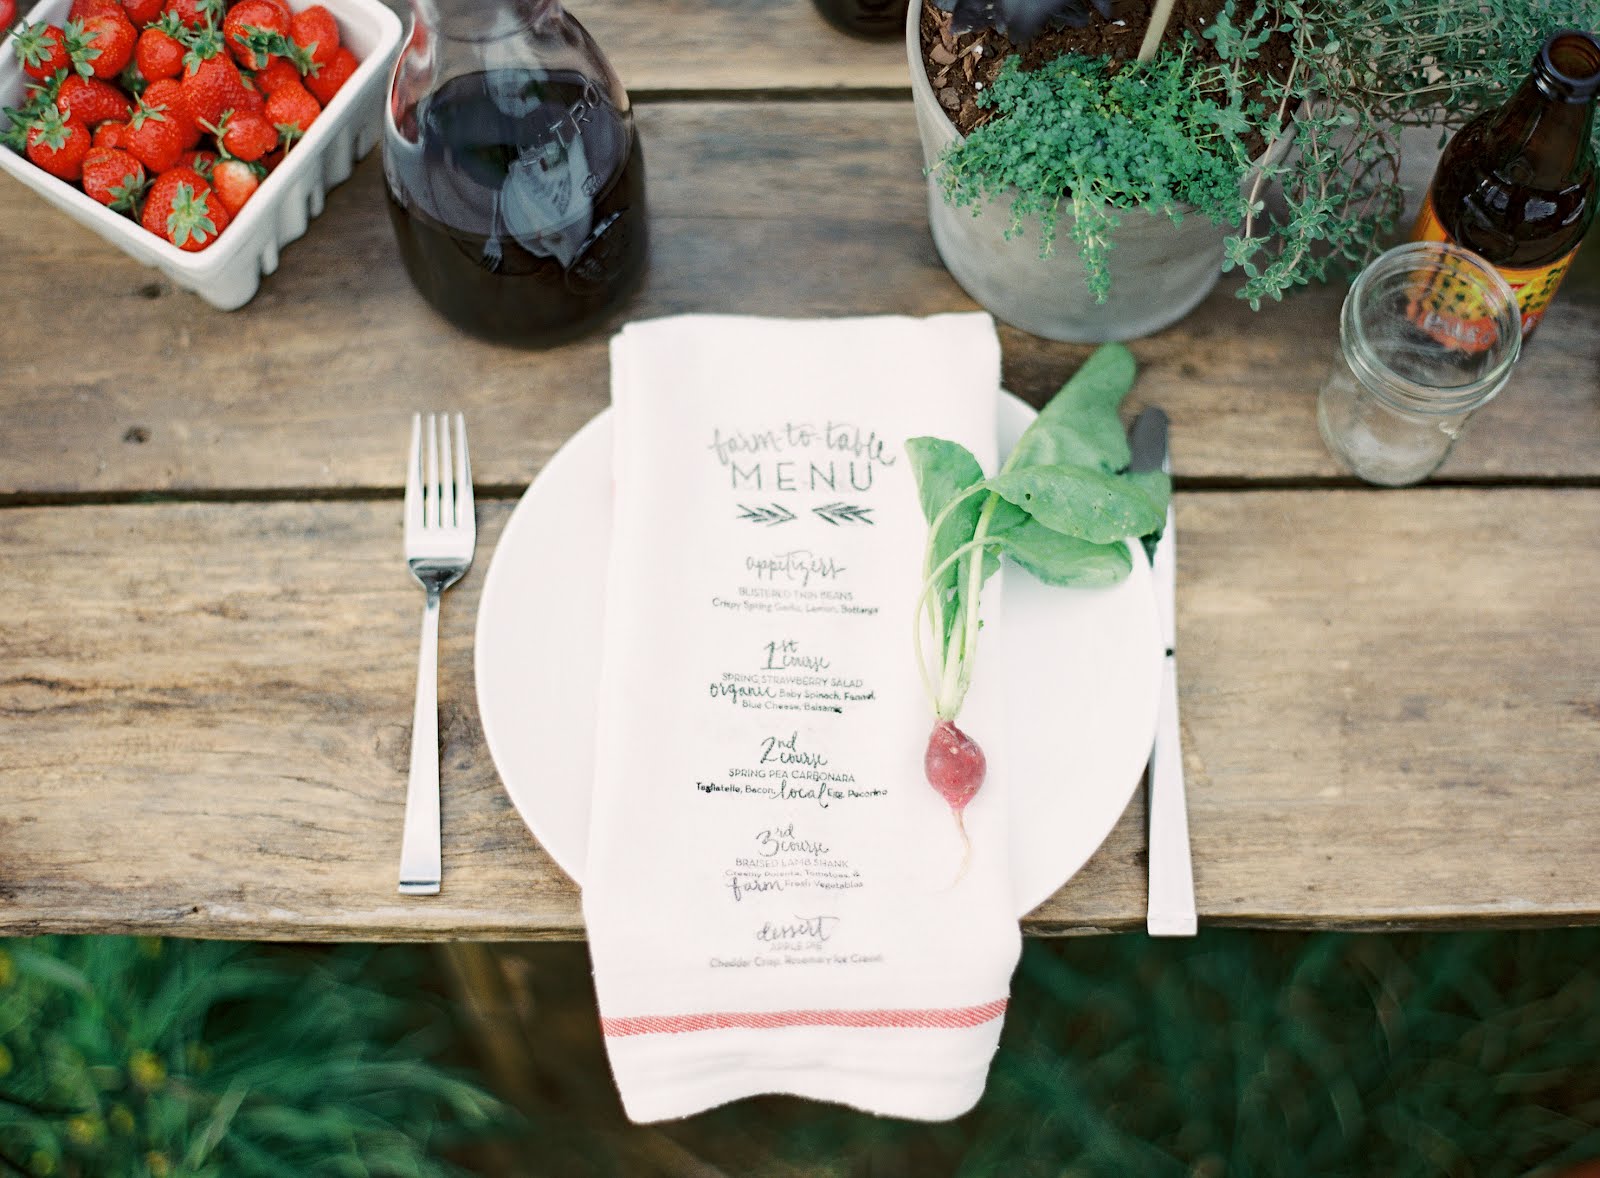 farm-to-table
MENU
appetizers
BLISTERED THIN BEANS
Crispy Spring Garlic, Lemon, Bottarga
1st course
SPRING STRAWBERRY SALAD
organic Baby Spinach, Fennel
Blue Cheese, Balsamic
2nd course
SPRING PEA CARBONARA
Tagliatelle, Bacon, local Egg, Pecorino
3rd course
BRAISED LAMB SHANK
Creamy Polenta, Tomatoes, &
farm Fresh Vegetables
dessert
APPLE PIE
Cheddar Crisp, Rosemary Ice Cream